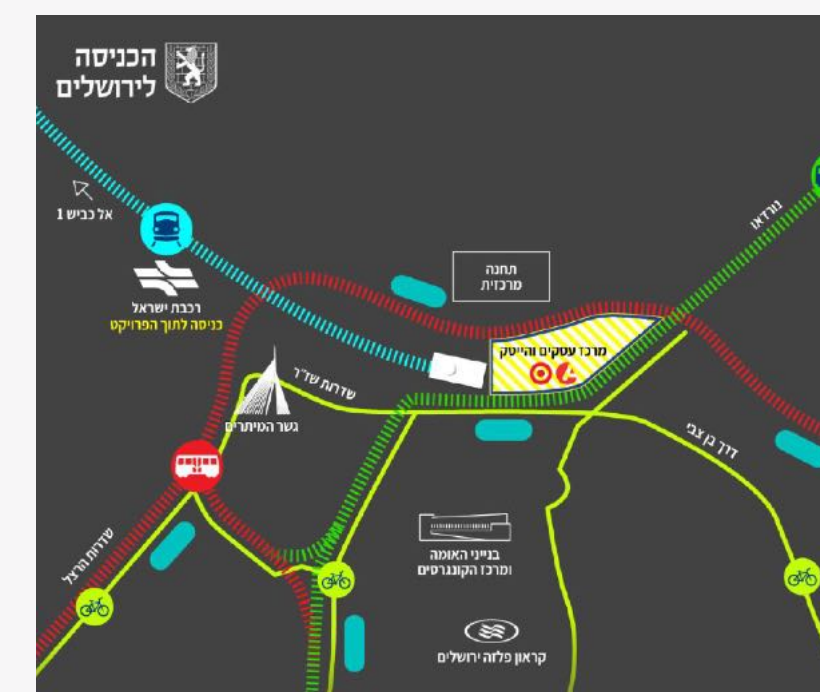 הכניסה
לירושלים
אל כביש 1
רכבת ישראל
כניסה לתוך הפרויקט
תחנה
מרכזית
נורדאו
מרכז עסקים והייטק
שדרות שז"ר
גשר המיתרים
דרך בן צבי
שדרות הרצל
בנייני האומה
ומרכז הקונגרסים
קראון פלזה ירושלים